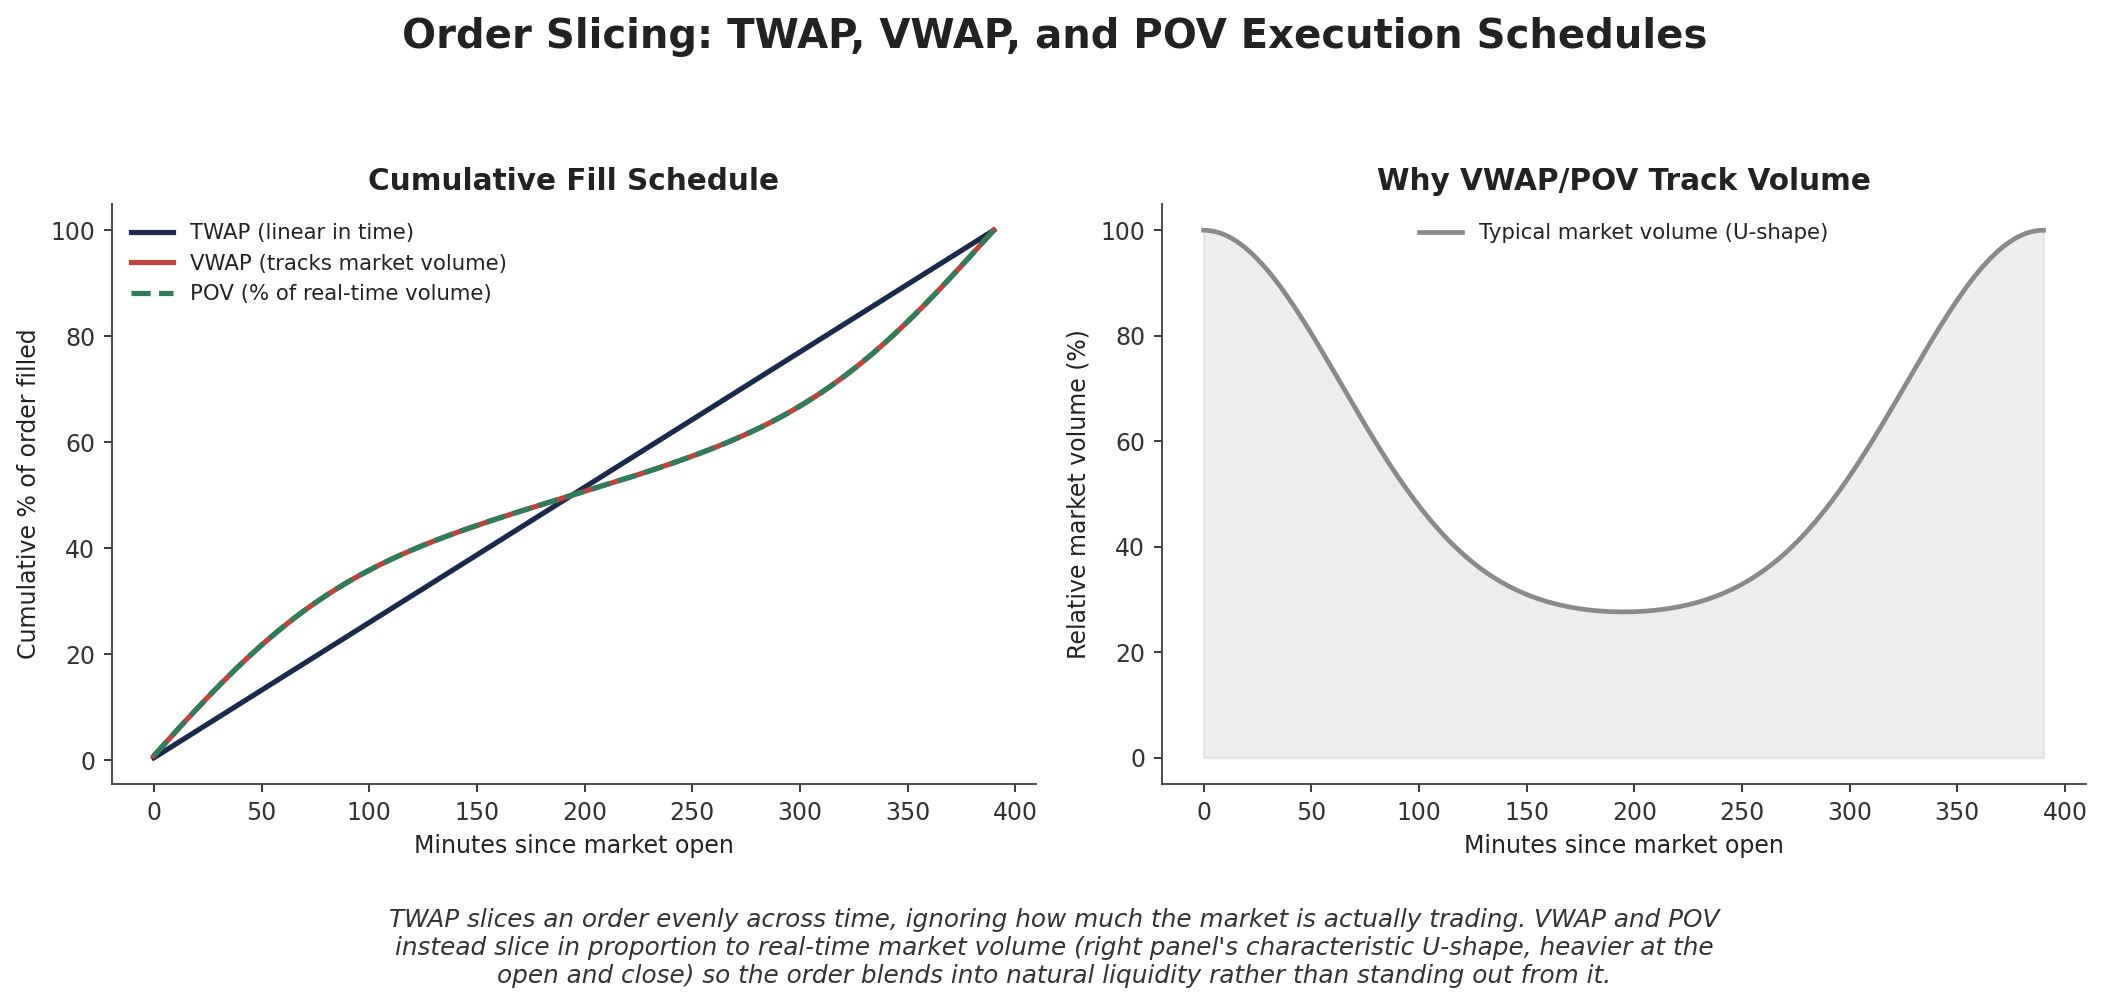 Order Slicing: TWAP, VWAP, and POV Execution Schedules
Cumulative Fill Schedule
TWAP (linear in time)
VWAP (tracks market volume)
POV (% of real-time volume)
Cumulative % of order filled
100
80
60
40
20
0
0 50 100 150 200 250 300 350 400
Minutes since market open
Why VWAP/POV Track Volume
Typical market volume (U-shape)
Relative market volume (%)
100
80
60
40
20
0
0 50 100 150 200 250 300 350 400
Minutes since market open
TWAP slices an order evenly across time, ignoring how much the market is actually trading. VWAP and POV
instead slice in proportion to real-time market volume (right panel's characteristic U-shape, heavier at the
open and close) so the order blends into natural liquidity rather than standing out from it.